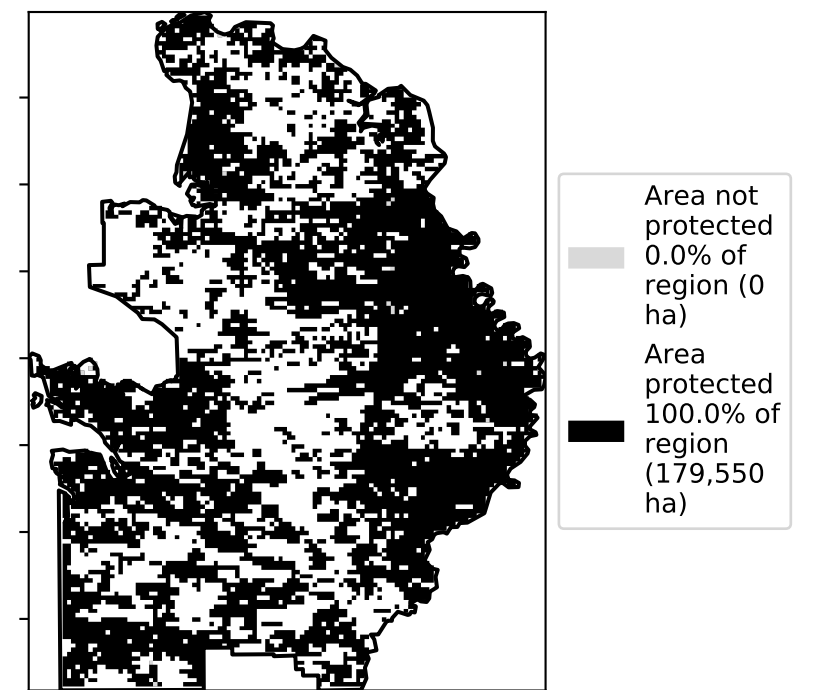 Area not
protected
0.0% of
region (0
ha)
Area
protected
100.0% of
region
(179,550
ha)